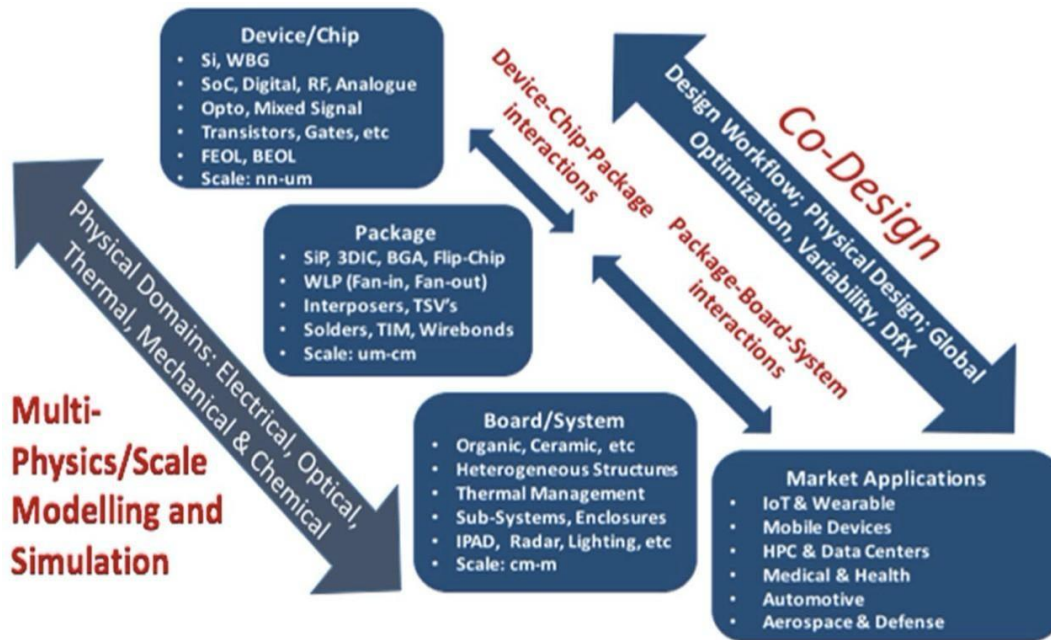 Device/Chip
• Si, WBG
• SoC, Digital, RF, Analogue
• Opto, Mixed Signal
• Transistors, Gates, etc
• FEOL, BEOL
• Scale: nn-um
Device-Chip-Package
interactions
Co-Design
Design Workflow; Physical Design; Global
Optimization, Variability, DfX
Package
• SiP, 3DIC, BGA, Flip-Chip
• WLP (Fan-in, Fan-out)
• Interposers, TSV's
• Solders, TIM, Wirebonds
• Scale: um-cm
Package-Board-System
interactions
Physical Domains: Electrical, Optical,
Thermal, Mechanical & Chemical
Multi-
Physics/Scale
Modelling and
Simulation
Board/System
• Organic, Ceramic, etc
• Heterogeneous Structures
• Thermal Management
• Sub-Systems, Enclosures
• IPAD, Radar, Lighting, etc
• Scale: cm-m
Market Applications
• IoT & Wearable
• Mobile Devices
• HPC & Data Centers
• Medical & Health
• Automotive
• Aerospace & Defense